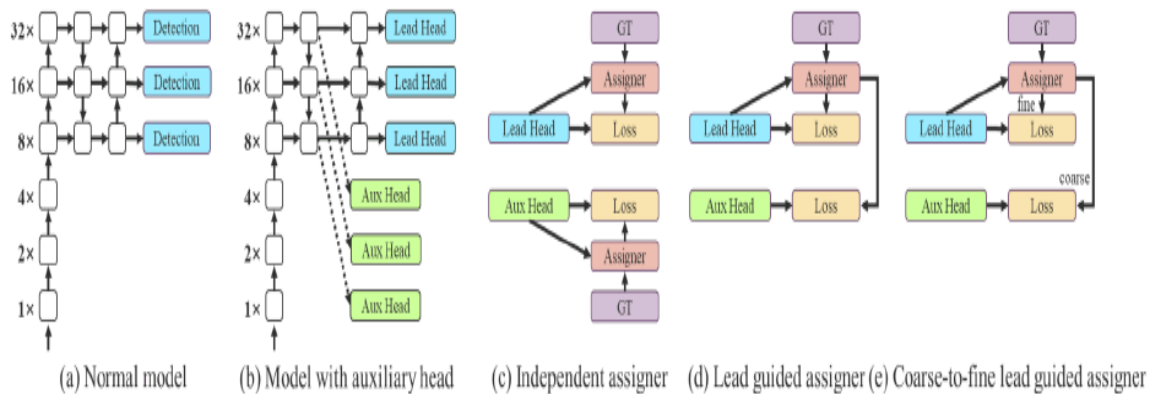 32× Detection
16× Detection
8× Detection
4×
2×
1×
(a) Normal model
32× Lead Head
16× Lead Head
8× Lead Head
4× Aux Head
2× Aux Head
1× Aux Head
(b) Model with auxiliary head
GT
Assigner
Lead Head Loss
Aux Head Loss
Assigner
GT
(c) Independent assigner
GT
Assigner
Lead Head Loss
Aux Head Loss
(d) Lead guided assigner
GT
Assigner
fine
Lead Head Loss
coarse
Aux Head Loss
(e) Coarse-to-fine lead guided assigner